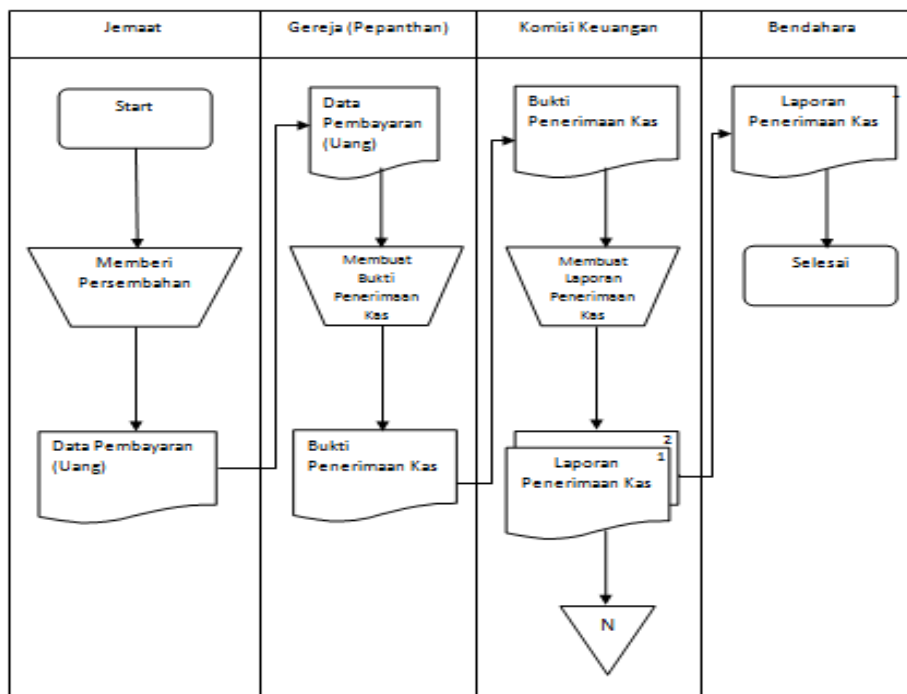 Jemaat
Gereja (Pepanthan)
Komisi Keuangan
Bendahara
Start
Memberi
Persembahan
Data Pembayaran
(Uang)
Data
Pembayaran
(Uang)
Membuat
Bukti
Penerimaan
Kas
Bukti
Penerimaan Kas
Bukti
Penerimaan Kas
Membuat
Laporan
Penerimaan
Kas
2
1
Laporan
Penerimaan Kas
N
Laporan
Penerimaan Kas
Selesai